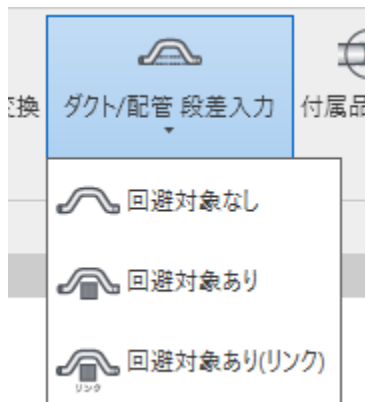 交換 ダクト/配管 段差入力 付属品
回避対象なし
回避対象あり
回避対象あり(リンク)
リンク